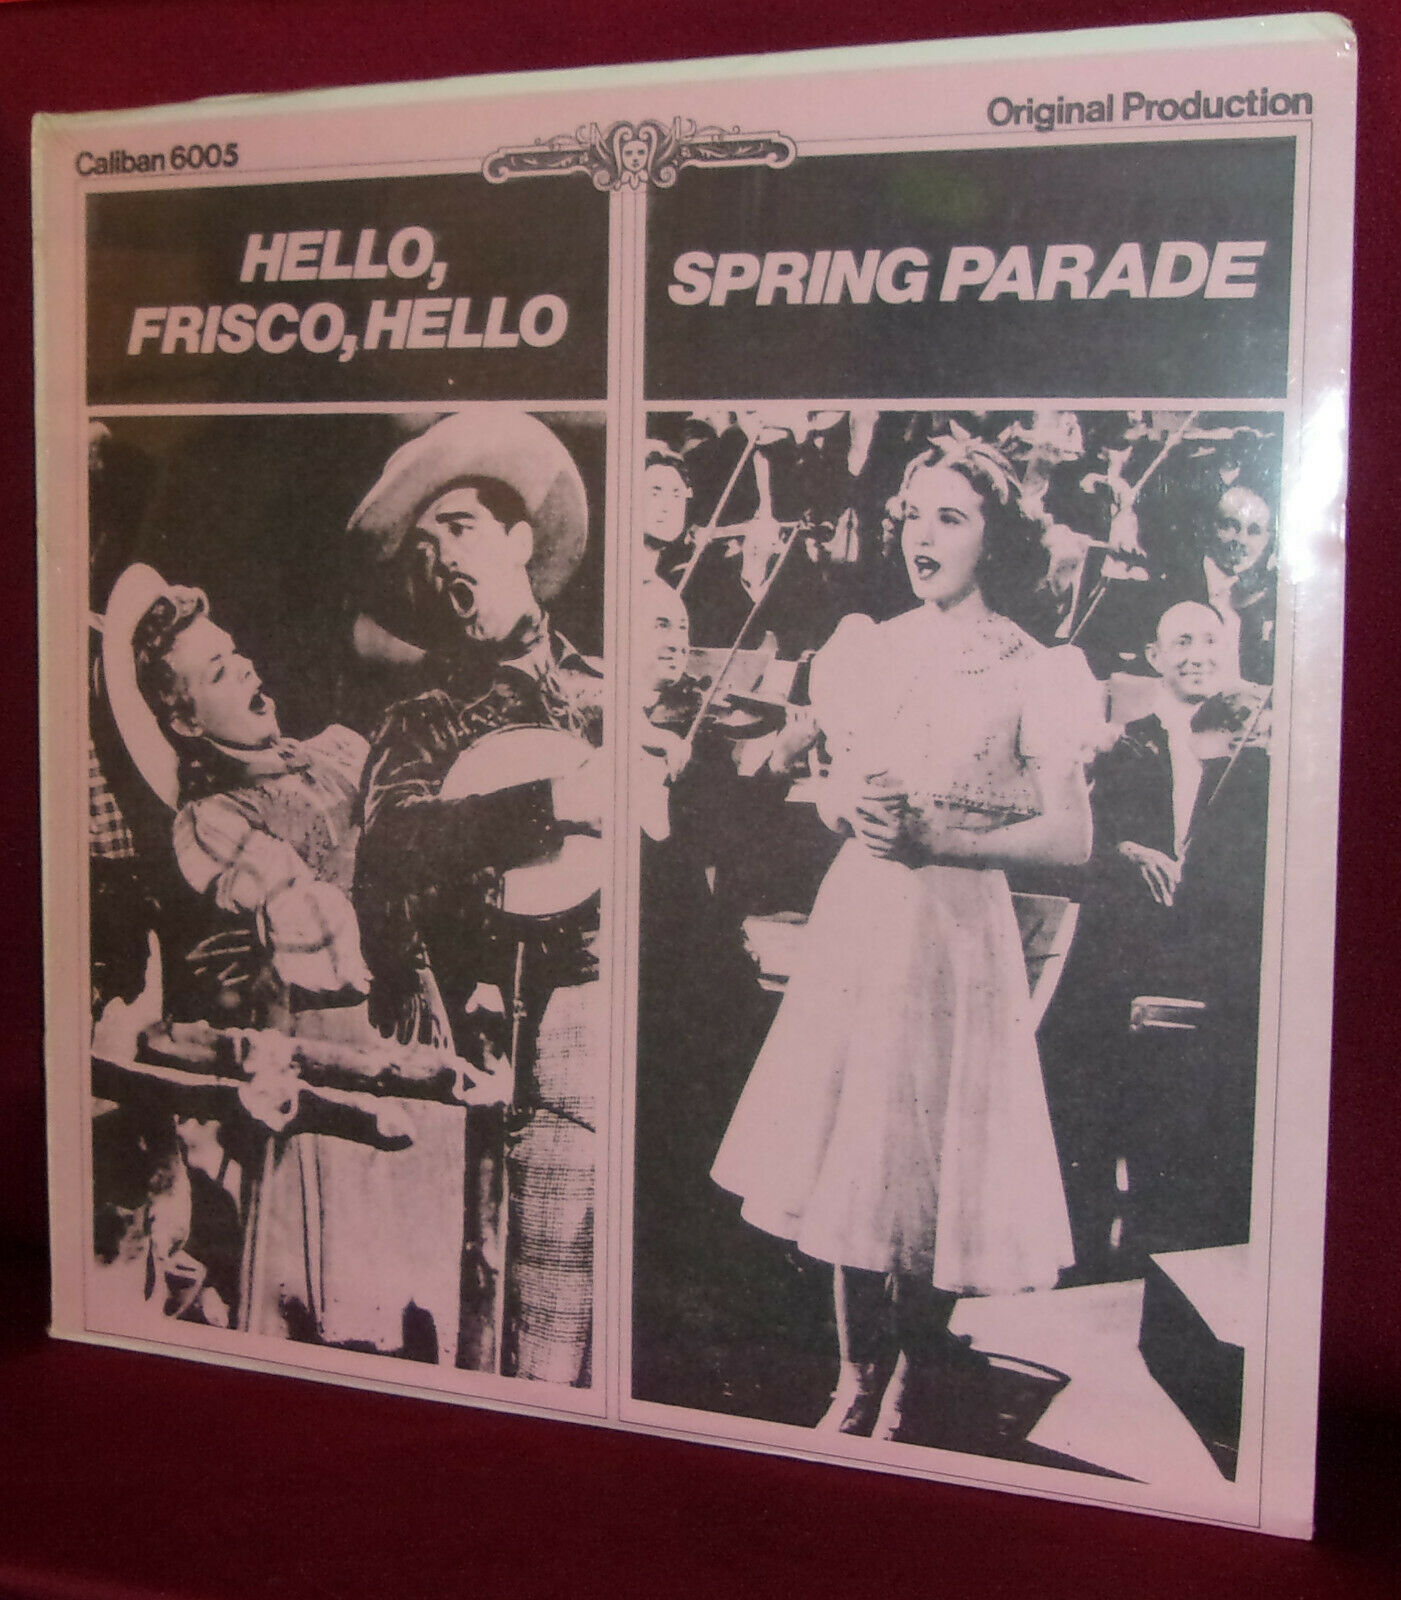 Caliban 6005
Original Production
HELLO,
FRISCO, HELLO
SPRING PARADE